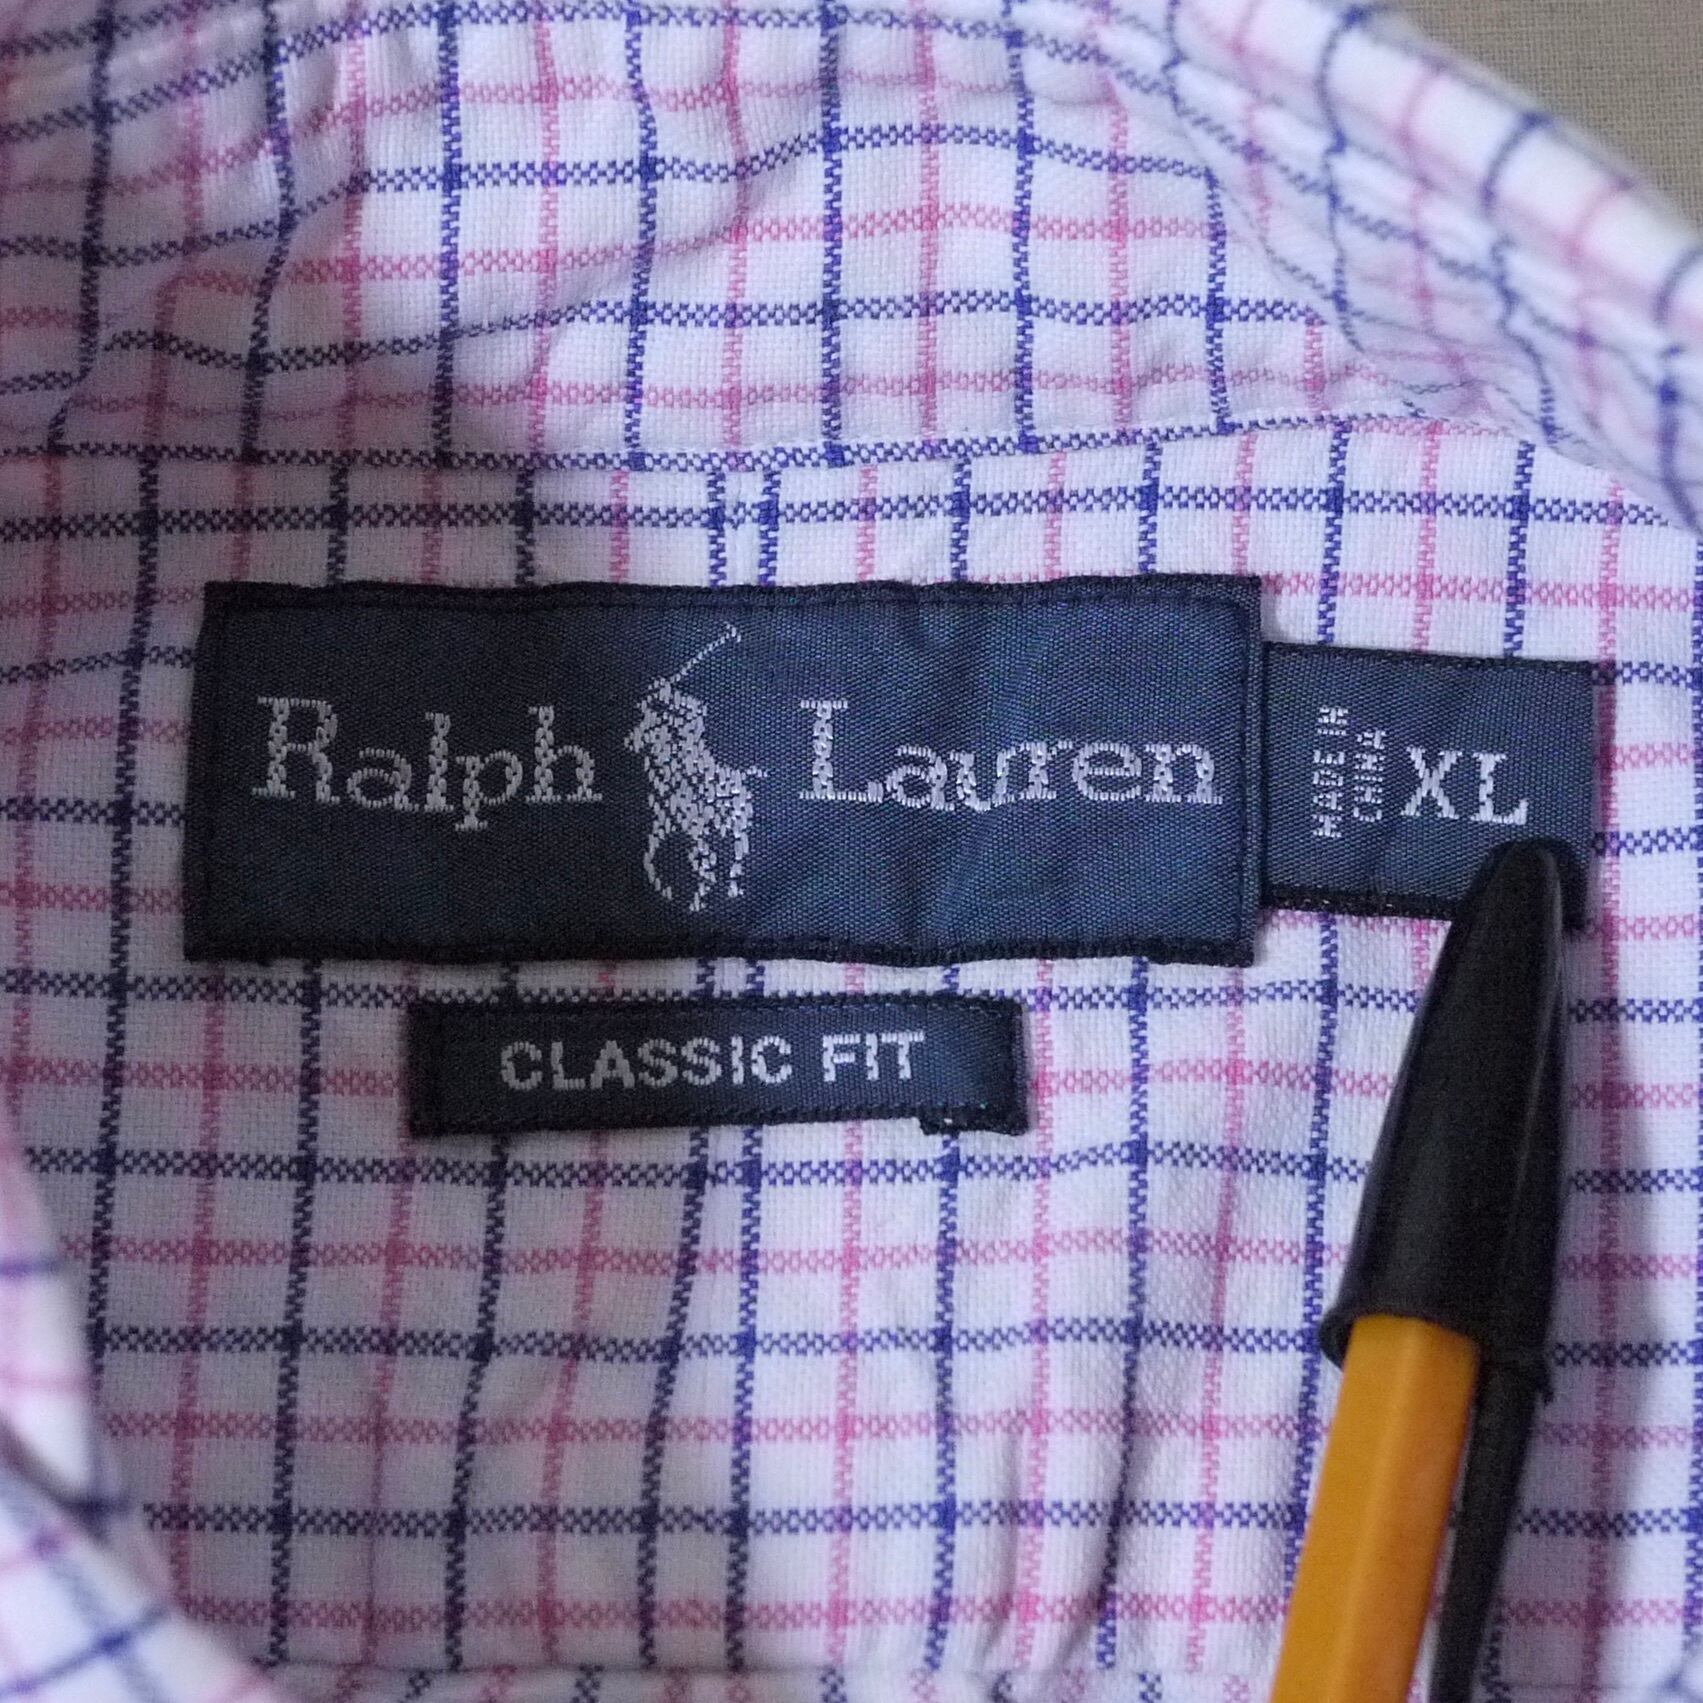 Ralph Lauren
MADE IN
CHINA
XL
CLASSIC FIT